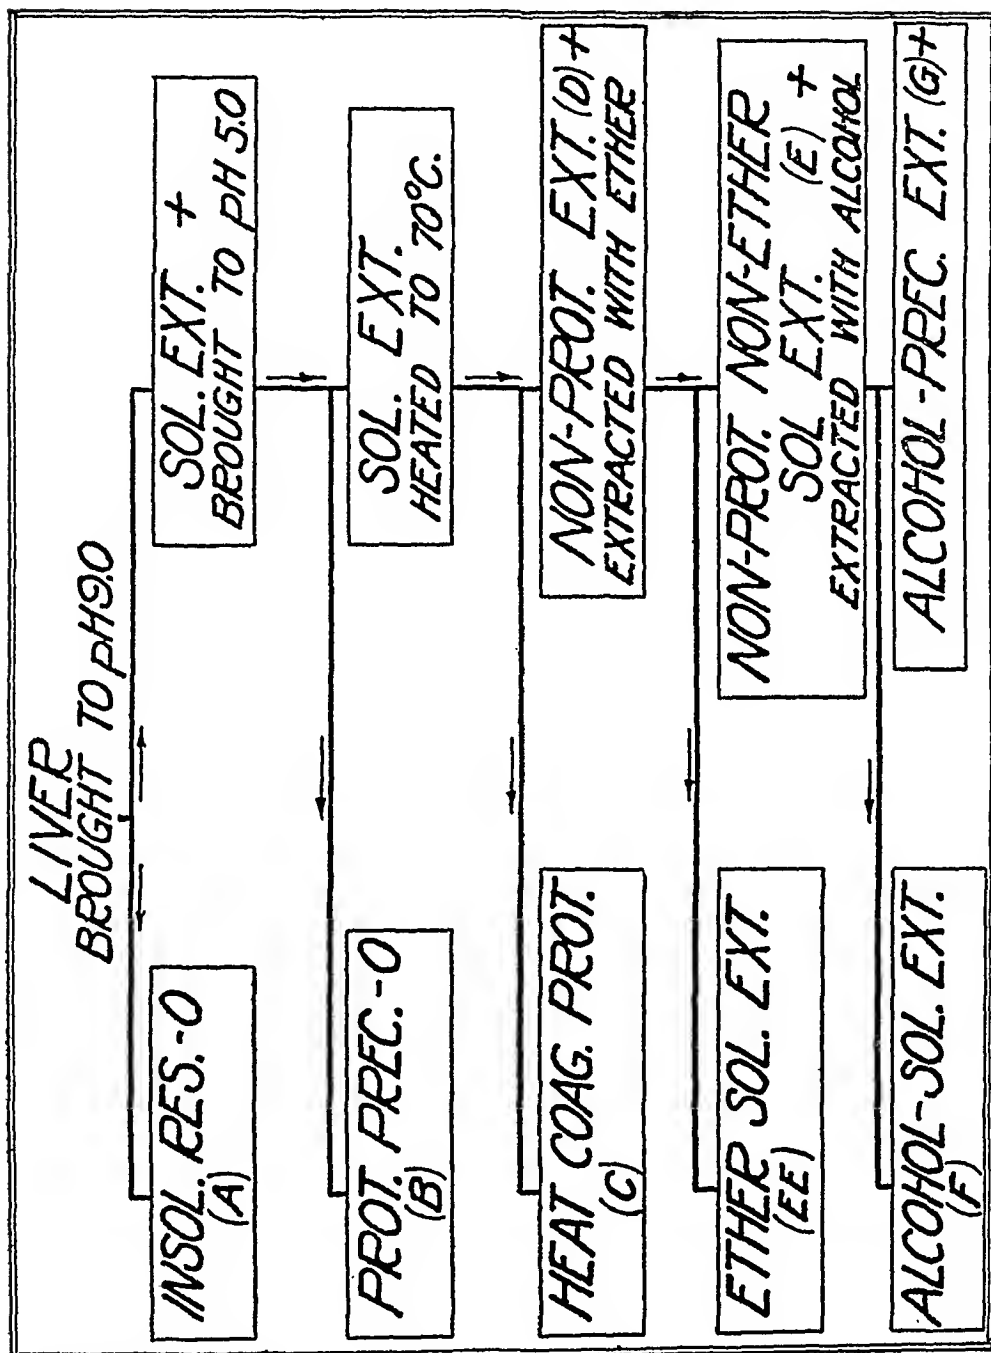 LIVER
BROUGHT TO pH9.0
INSOL. RES.-O
(A)
SOL. EXT. +
BROUGHT TO pH 5.0
PROT. PREC.-O
(B)
SOL. EXT.
HEATED TO 70°C.
HEAT COAG. PROT.
(C)
NON-PROT. EXT. (D)+
EXTRACTED WITH ETHER
ETHER SOL. EXT.
(EE)
NON-PROT. NON-ETHER
SOL EXT. (E) +
EXTRACTED WITH ALCOHOL
ALCOHOL-SOL. EXT.
(F)
ALCOHOL-PREC. EXT. (G)+